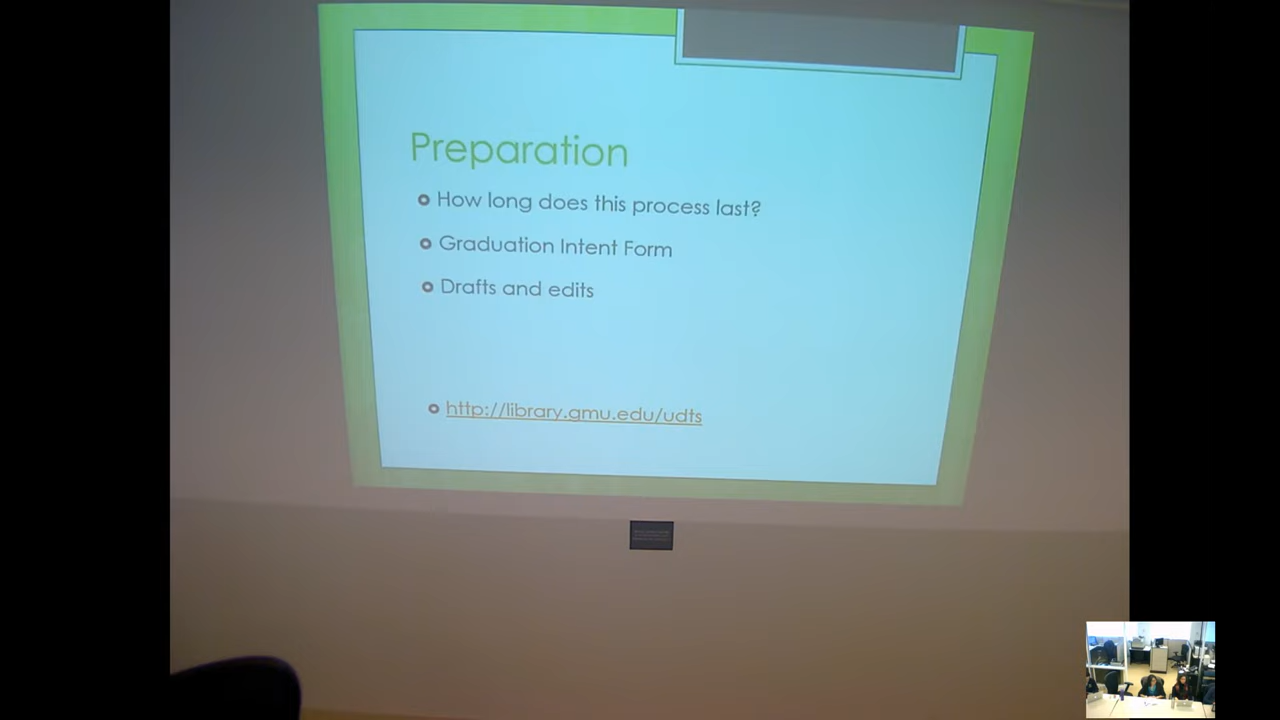 Preparation
How long does this process last?
Graduation Intent Form
Drafts and edits
http://library.gmu.edu/udts